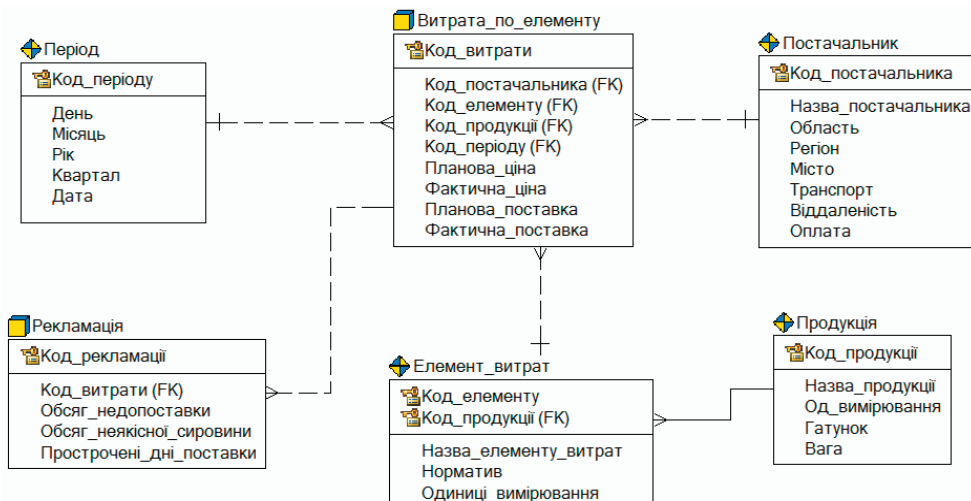 Період
Код_періоду
День
Місяць
Рік
Квартал
Дата
Витрата_по_елементу
Код_витрати
Код_постачальника (FK)
Код_елементу (FK)
Код_продукції (FK)
Код_періоду (FK)
Планова_ціна
Фактична_ціна
Планова_поставка
Фактична_поставка
Постачальник
Код_постачальника
Назва_постачальника
Область
Регіон
Місто
Транспорт
Віддаленість
Оплата
Рекламація
Код_рекламації
Код_витрати (FK)
Обсяг_недопоставки
Обсяг_неякісної_сировини
Прострочені_дні_поставки
Елемент_витрат
Код_елементу
Код_продукції (FK)
Назва_елементу_витрат
Норматив
Одиниці_вимірювання
Продукція
Код_продукції
Назва_продукції
Од_вимірювання
Гатунок
Вага